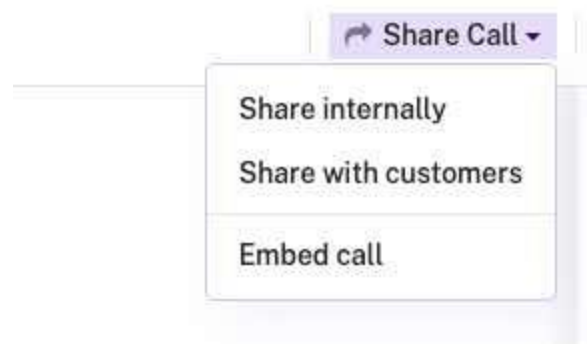 Share Call
Share internally
Share with customers
Embed call